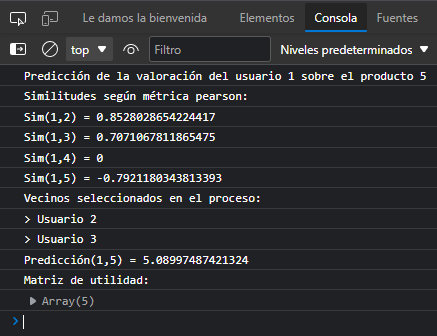 Le damos la bienvenida Elementos Consola Fuentes
top Filtro Niveles predeterminados
Predicción de la valoración del usuario 1 sobre el producto 5
Similitudes según métrica pearson:
Sim(1,2) = 0.8528028654224417
Sim(1,3) = 0.7071067811865475
Sim(1,4) = 0
Sim(1,5) = -0.7921180343813393
Vecinos seleccionados en el proceso:
> Usuario 2
> Usuario 3
Predicción(1,5) = 5.08997487421324
Matriz de utilidad:
▶ Array(5)
>